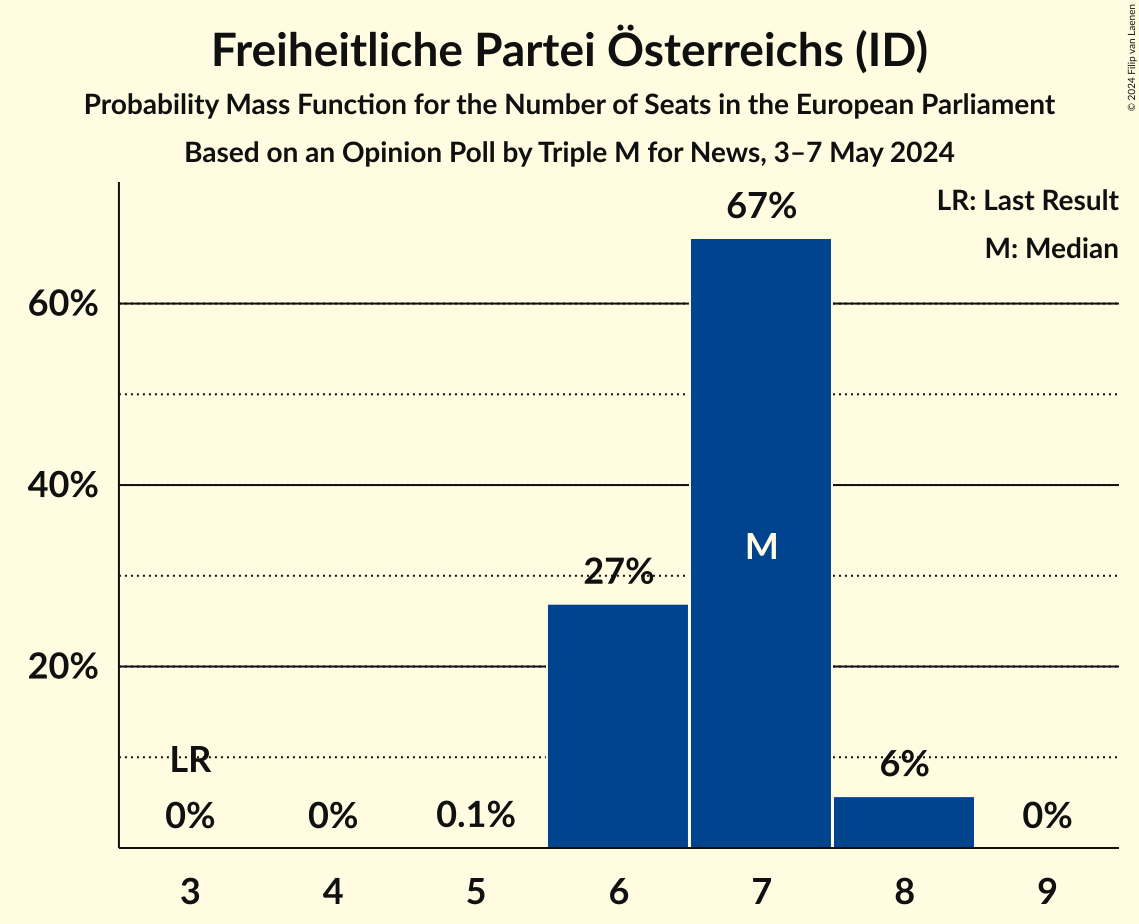 Freiheitliche Partei Österreichs (ID)
Probability Mass Function for the Number of Seats in the European Parliament
Based on an Opinion Poll by Triple M for News, 3–7 May 2024
© 2024 Filip van Laenen
LR: Last Result
M: Median
60%
40%
20%
LR
0%
0%
0.1%
27%
67%
M
6%
0%
3 4 5 6 7 8 9